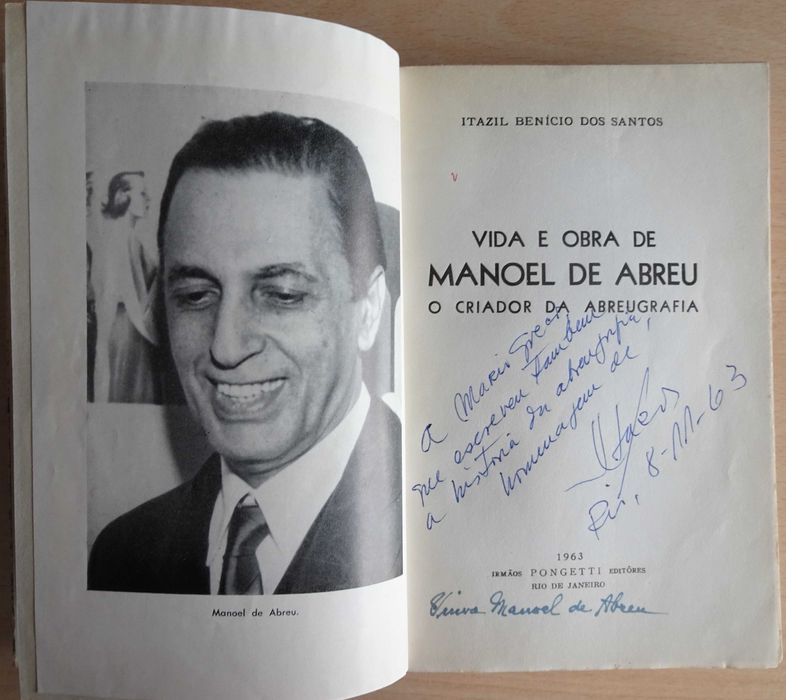 Manoel de Abreu.
ITAZIL BENÍCIO DOS SANTOS
VIDA E OBRA DE
MANOEL DE ABREU
O CRIADOR DA ABREUGRAFIA
A Mario
que escreveu também
a historia da abreugrafia,
homenagem de
Rio, 8-11-63
1963
IRMÃOS PONGETTI EDITÔRES
RIO DE JANEIRO
Viuva Manoel de Abreu